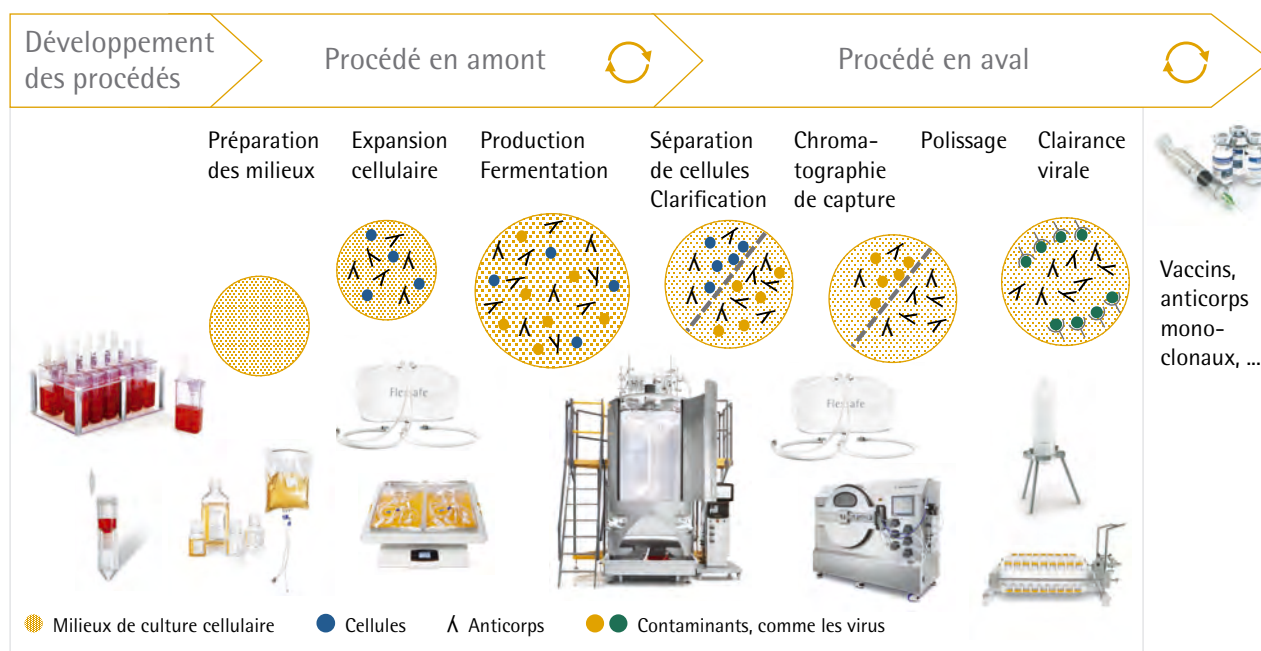 Développement
des procédés
Procédé en amont
Procédé en aval
Préparation
des milieux
Expansion
cellulaire
Production
Fermentation
Séparation
de cellules
Clarification
Chroma-
tographie
de capture
Polissage
Clairance
virale
Vaccins,
anticorps
mono-
clonaux, ...
Flexsafe
Flexsafe
Milieux de culture cellulaire
Cellules
Anticorps
Contaminants, comme les virus